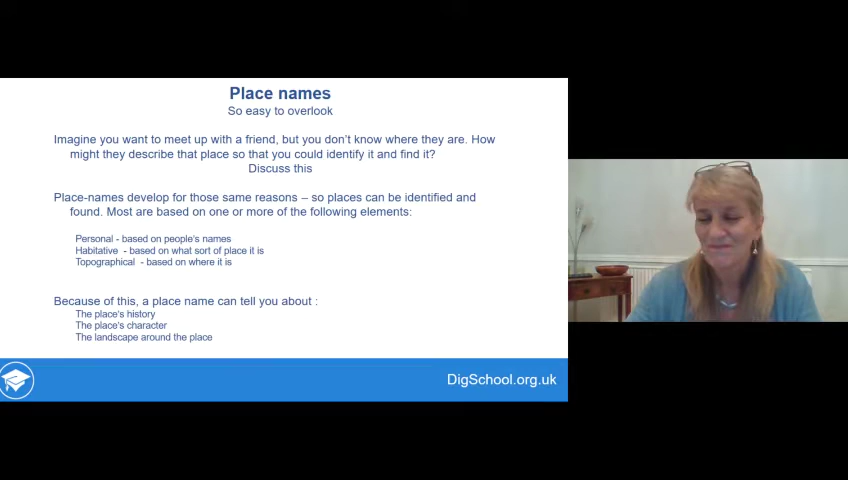 Place names
So easy to overlook
Imagine you want to meet up with a friend, but you don't know where they are. How
might they describe that place so that you could identify it and find it?
Discuss this
Place-names develop for those same reasons – so places can be identified and
found. Most are based on one or more of the following elements:
Personal - based on people's names
Habitative - based on what sort of place it is
Topographical - based on where it is
Because of this, a place name can tell you about :
The place's history
The place's character
The landscape around the place
DigSchool.org.uk